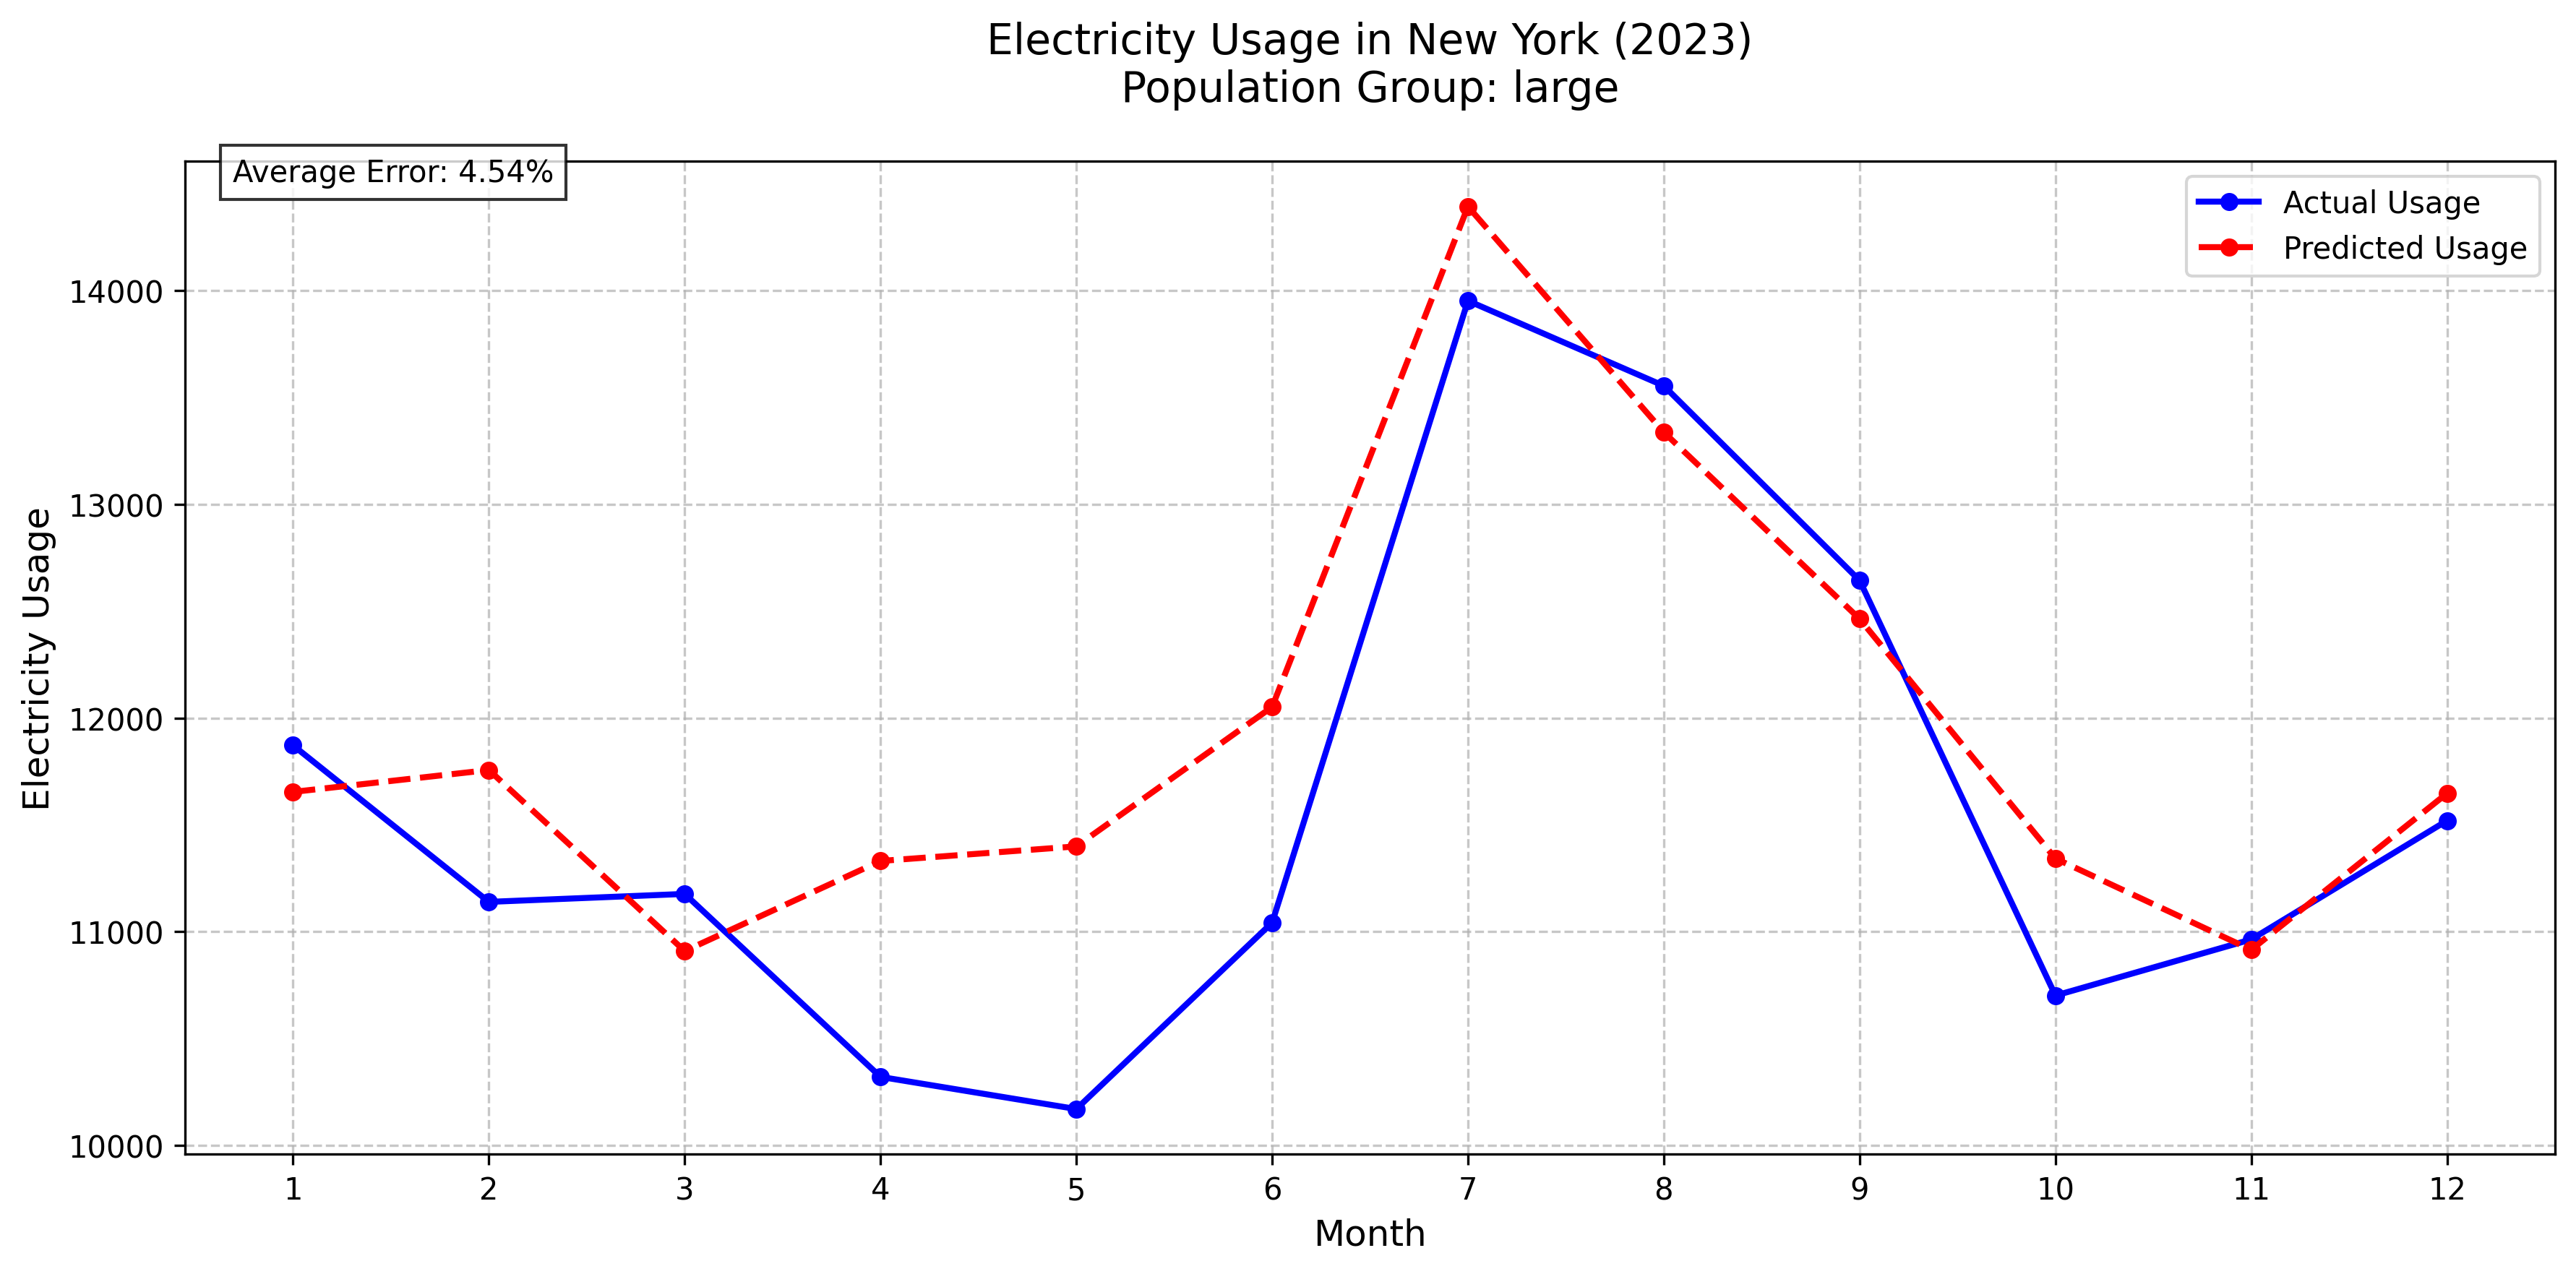 Electricity Usage in New York (2023)
Population Group: large
Average Error: 4.54%
Actual Usage
Predicted Usage
14000
13000
12000
11000
10000
Electricity Usage
1 2 3 4 5 6 7 8 9 10 11 12
Month